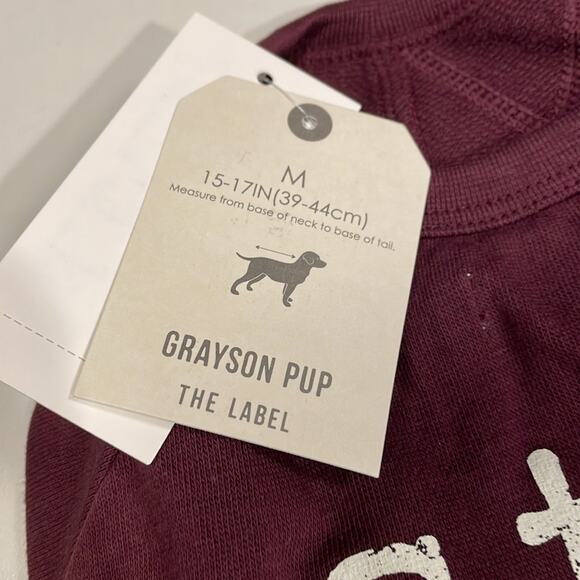 M
15-17IN(39-44cm)
Measure from base of neck to base of tail.
GRAYSON PUP
THE LABEL